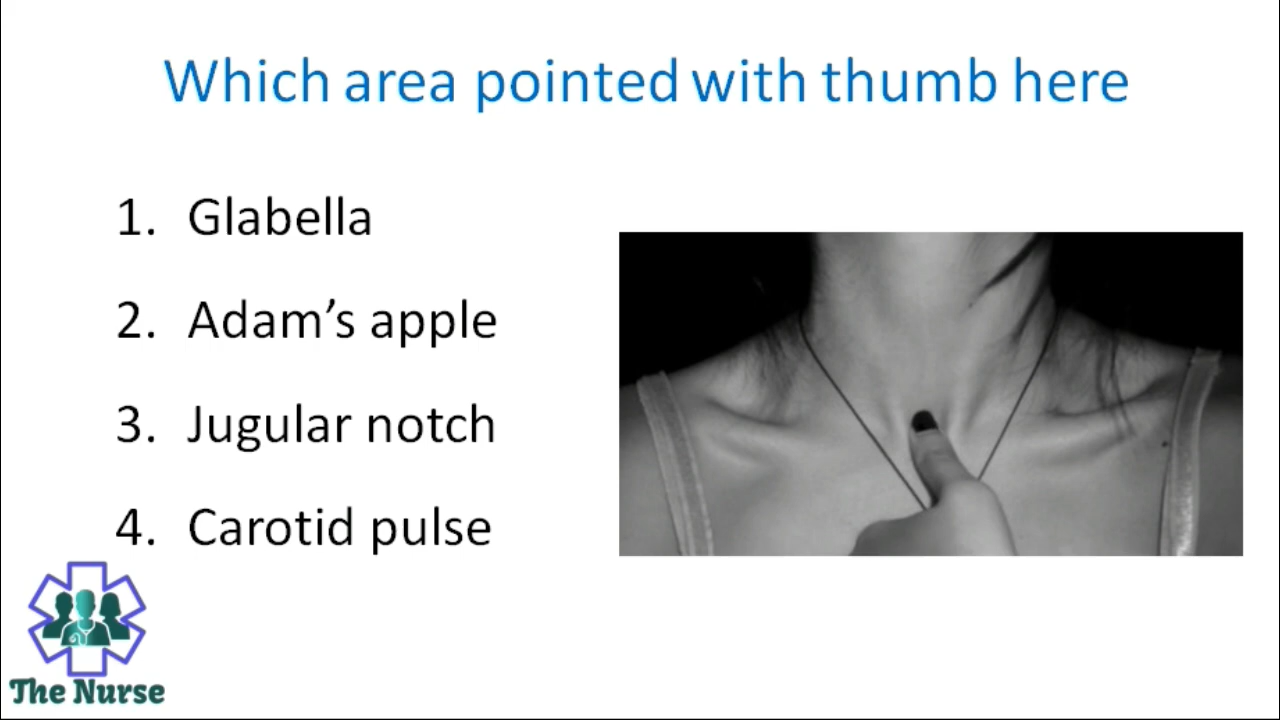 Which area pointed with thumb here
1. Glabella
2. Adam's apple
3. Jugular notch
4. Carotid pulse
The Nurse